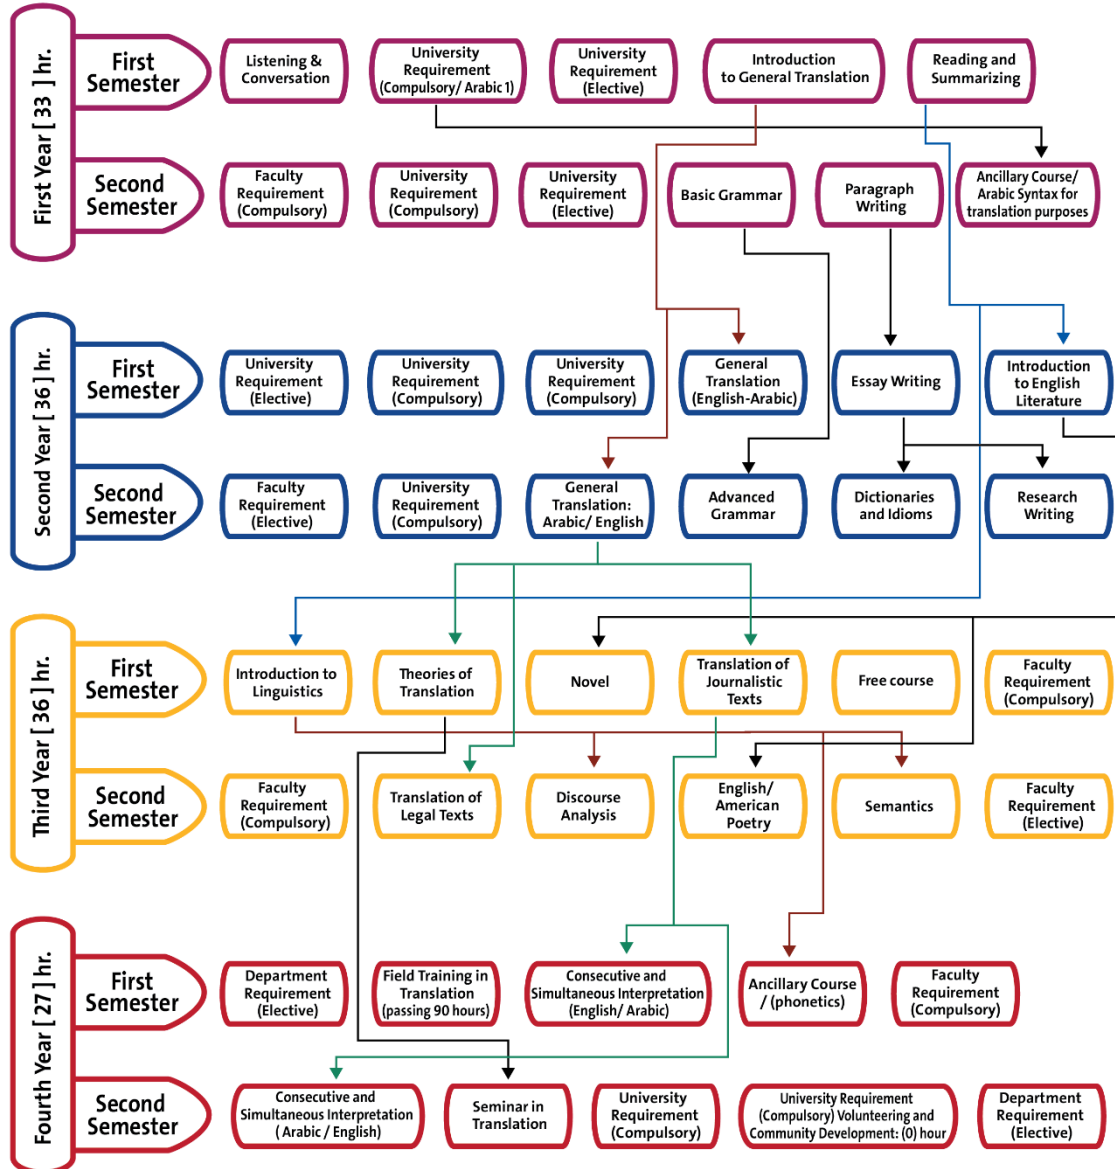 First Year [ 33 ] hr.
First
Semester
Listening &
Conversation
University
Requirement
(Compulsory/ Arabic 1)
University
Requirement
(Elective)
Introduction
to General Translation
Reading and
Summarizing
Second
Semester
Faculty
Requirement
(Compulsory)
University
Requirement
(Compulsory)
University
Requirement
(Elective)
Basic Grammar
Paragraph
Writing
Ancillary Course/
Arabic Syntax for
translation purposes
Second Year [ 36] hr.
First
Semester
University
Requirement
(Elective)
University
Requirement
(Compulsory)
University
Requirement
(Compulsory)
General
Translation
(English-Arabic)
Essay Writing
Introduction
to English
Literature
Second
Semester
Faculty
Requirement
(Elective)
University
Requirement
(Compulsory)
General
Translation:
Arabic/ English
Advanced
Grammar
Dictionaries
and Idioms
Research
Writing
Third Year [ 36] hr.
First
Semester
Introduction to
Linguistics
Theories of
Translation
Novel
Translation of
Journalistic
Texts
Free course
Faculty
Requirement
(Compulsory)
Second
Semester
Faculty
Requirement
(Compulsory)
Translation of
Legal Texts
Discourse
Analysis
English/
American
Poetry
Semantics
Faculty
Requirement
(Elective)
Fourth Year [ 27] hr.
First
Semester
Department
Requirement
(Elective)
Field Training in
Translation
(passing 90 hours)
Consecutive and
Simultaneous Interpretation
(English/ Arabic)
Ancillary Course
/ (phonetics)
Faculty
Requirement
(Compulsory)
Second
Semester
Consecutive and
Simultaneous Interpretation
( Arabic / English)
Seminar in
Translation
University
Requirement
(Compulsory)
University Requirement
(Compulsory) Volunteering and
Community Development: (0) hour
Department
Requirement
(Elective)